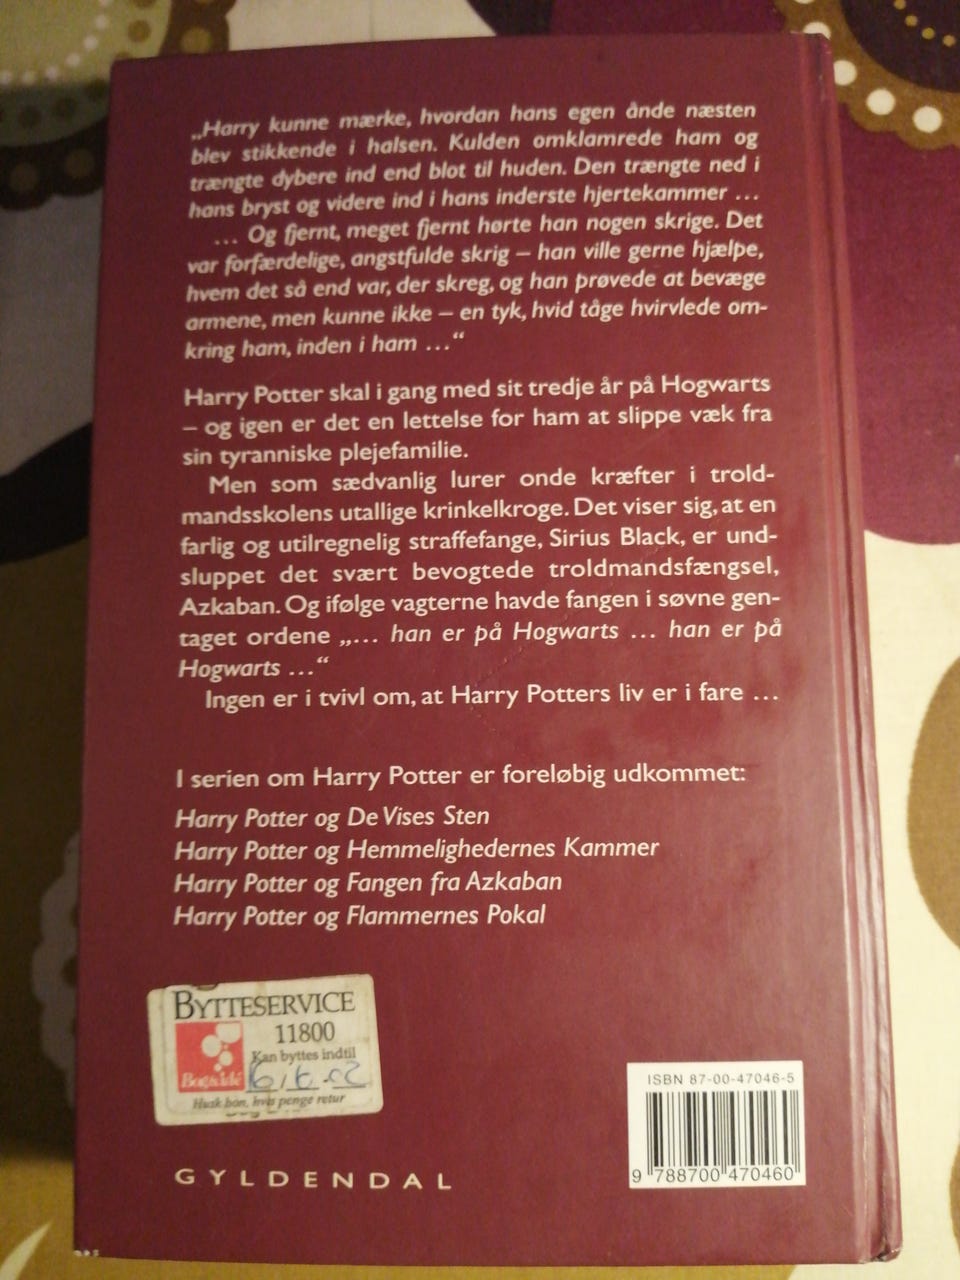 „Harry kunne mærke, hvordan hans egen ånde næsten
blev stikkende i halsen. Kulden omklamrede ham og
trængte dybere ind end blot til huden. Den trængte ned i
hans bryst og videre ind i hans inderste hjertekammer ...
... Og fjernt, meget fjernt hørte han nogen skrige. Det
var forfærdelige, angstfulde skrig – han ville gerne hjælpe,
hvem det så end var, der skreg, og han prøvede at bevæge
armene, men kunne ikke – en tyk, hvid tåge hvirvlede om-
kring ham, inden i ham ...“
Harry Potter skal i gang med sit tredje år på Hogwarts
– og igen er det en lettelse for ham at slippe væk fra
sin tyranniske plejefamilie.
Men som sædvanlig lurer onde kræfter i trold-
mandsskolens utallige krinkelkroge. Det viser sig, at en
farlig og utilregnelig straffefange, Sirius Black, er und-
sluppet det svært bevogtede troldmandsfængsel,
Azkaban. Og ifølge vagterne havde fangen i søvne gen-
taget ordene „... han er på Hogwarts ... han er på
Hogwarts ...“
Ingen er i tvivl om, at Harry Potters liv er i fare ...
I serien om Harry Potter er foreløbig udkommet:
Harry Potter og De Vises Sten
Harry Potter og Hemmelighedernes Kammer
Harry Potter og Fangen fra Azkaban
Harry Potter og Flammernes Pokal
BYTTESERVICE
11800
Kan byttes indtil
Bog&idé
Husk bon, hvis penge retur
ISBN 87-00-47046-5
9 788700 470460
GYLDENDAL